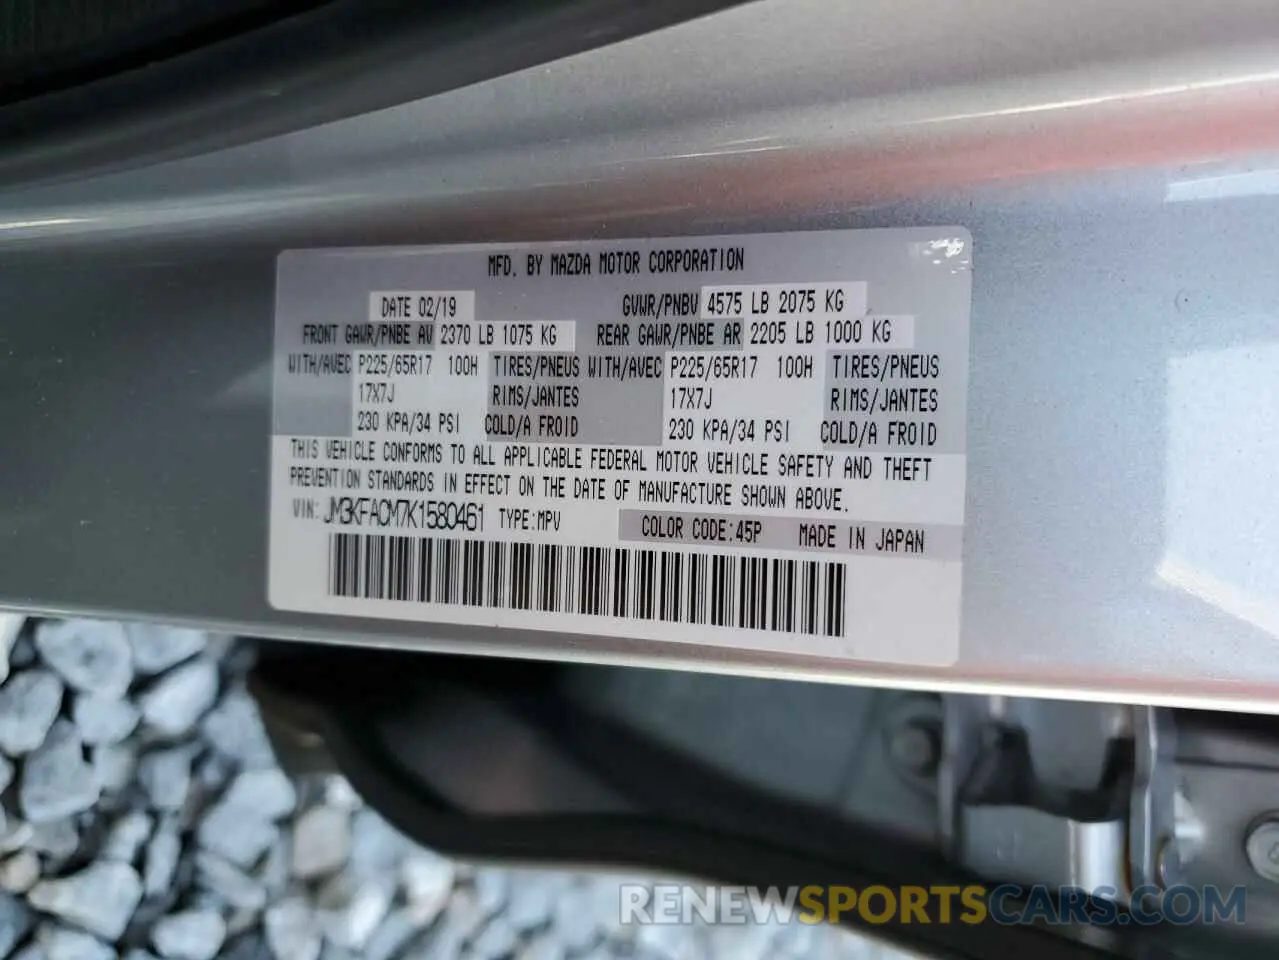 MFD. BY MAZDA MOTOR CORPORATION
DATE 02/19 GVWR/PNBV 4575 LB 2075 KG
FRONT GAWR/PNBE AV 2370 LB 1075 KG REAR GAWR/PNBE AR 2205 LB 1000 KG
WITH/AVEC P225/65R17 100H TIRES/PNEUS WITH/AVEC P225/65R17 100H TIRES/PNEUS
17X7J RIMS/JANTES 17X7J RIMS/JANTES
230 KPA/34 PSI COLD/A FROID 230 KPA/34 PSI COLD/A FROID
THIS VEHICLE CONFORMS TO ALL APPLICABLE FEDERAL MOTOR VEHICLE SAFETY AND THEFT
PREVENTION STANDARDS IN EFFECT ON THE DATE OF MANUFACTURE SHOWN ABOVE.
VIN: JM3KFACM7K1580461 TYPE:MPV COLOR CODE:45P MADE IN JAPAN
RENEWSPORTSCARS.COM